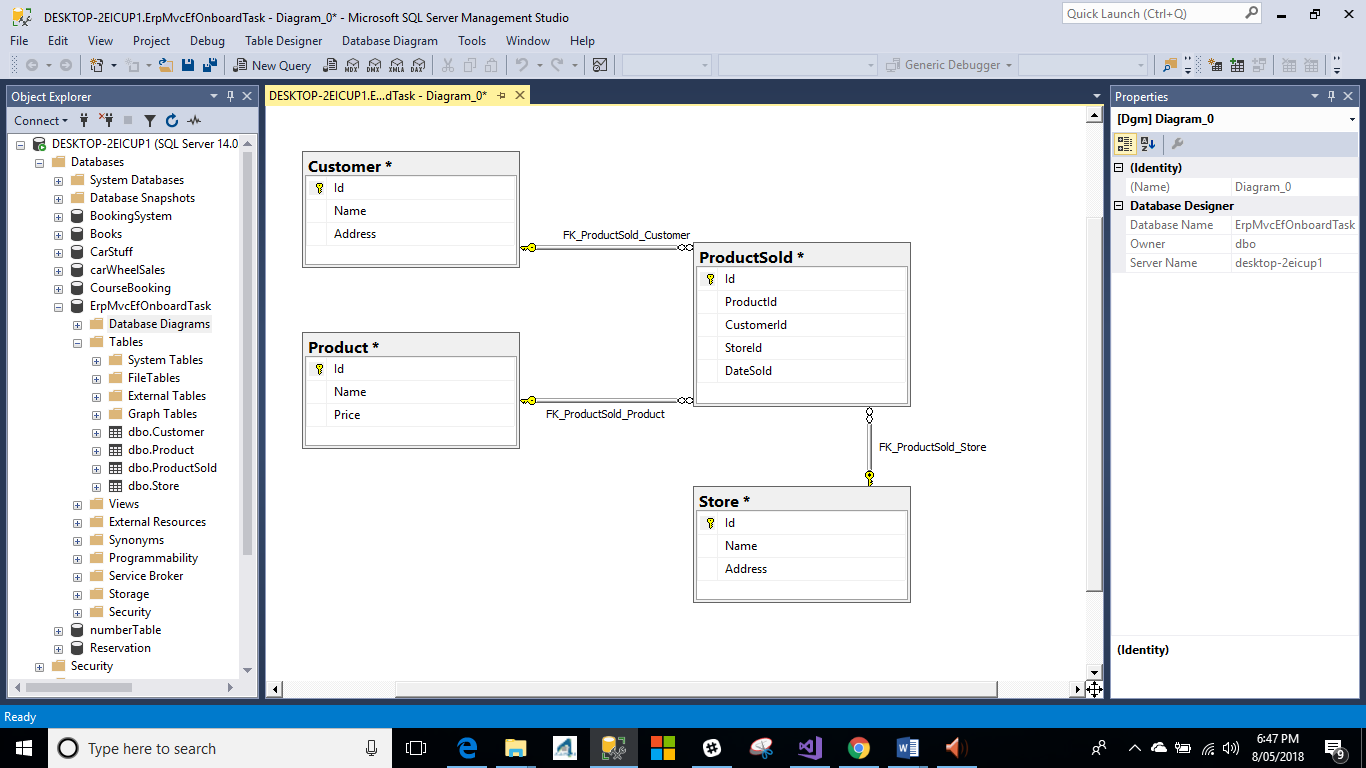 DESKTOP-2EICUP1.ErpMvcEfOnboardTask - Diagram_0* - Microsoft SQL Server Management Studio
Quick Launch (Ctrl+Q)
File Edit View Project Debug Table Designer Database Diagram Tools Window Help
New Query MDX DMX XMLA DAX Generic Debugger
Object Explorer
Connect
DESKTOP-2EICUP1 (SQL Server 14.0
Databases
System Databases
Database Snapshots
BookingSystem
Books
CarStuff
carWheelSales
CourseBooking
ErpMvcEfOnboardTask
Database Diagrams
Tables
System Tables
FileTables
External Tables
Graph Tables
dbo.Customer
dbo.Product
dbo.ProductSold
dbo.Store
Views
External Resources
Synonyms
Programmability
Service Broker
Storage
Security
numberTable
Reservation
Security
DESKTOP-2EICUP1.E...dTask - Diagram_0*
Customer *
Id
Name
Address
FK_ProductSold_Customer
ProductSold *
Id
ProductId
CustomerId
StoreId
DateSold
Product *
Id
Name
Price
FK_ProductSold_Product
FK_ProductSold_Store
Store *
Id
Name
Address
Properties
[Dgm] Diagram_0
(Identity)
(Name) Diagram_0
Database Designer
Database Name ErpMvcEfOnboardTask
Owner dbo
Server Name desktop-2eicup1
(Identity)
Ready
Type here to search
6:47 PM
8/05/2018
9